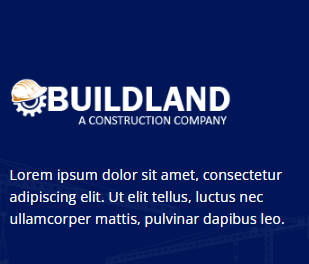 BUILDLAND
A CONSTRUCTION COMPANY
Lorem ipsum dolor sit amet, consectetur
adipiscing elit. Ut elit tellus, luctus nec
ullamcorper mattis, pulvinar dapibus leo.